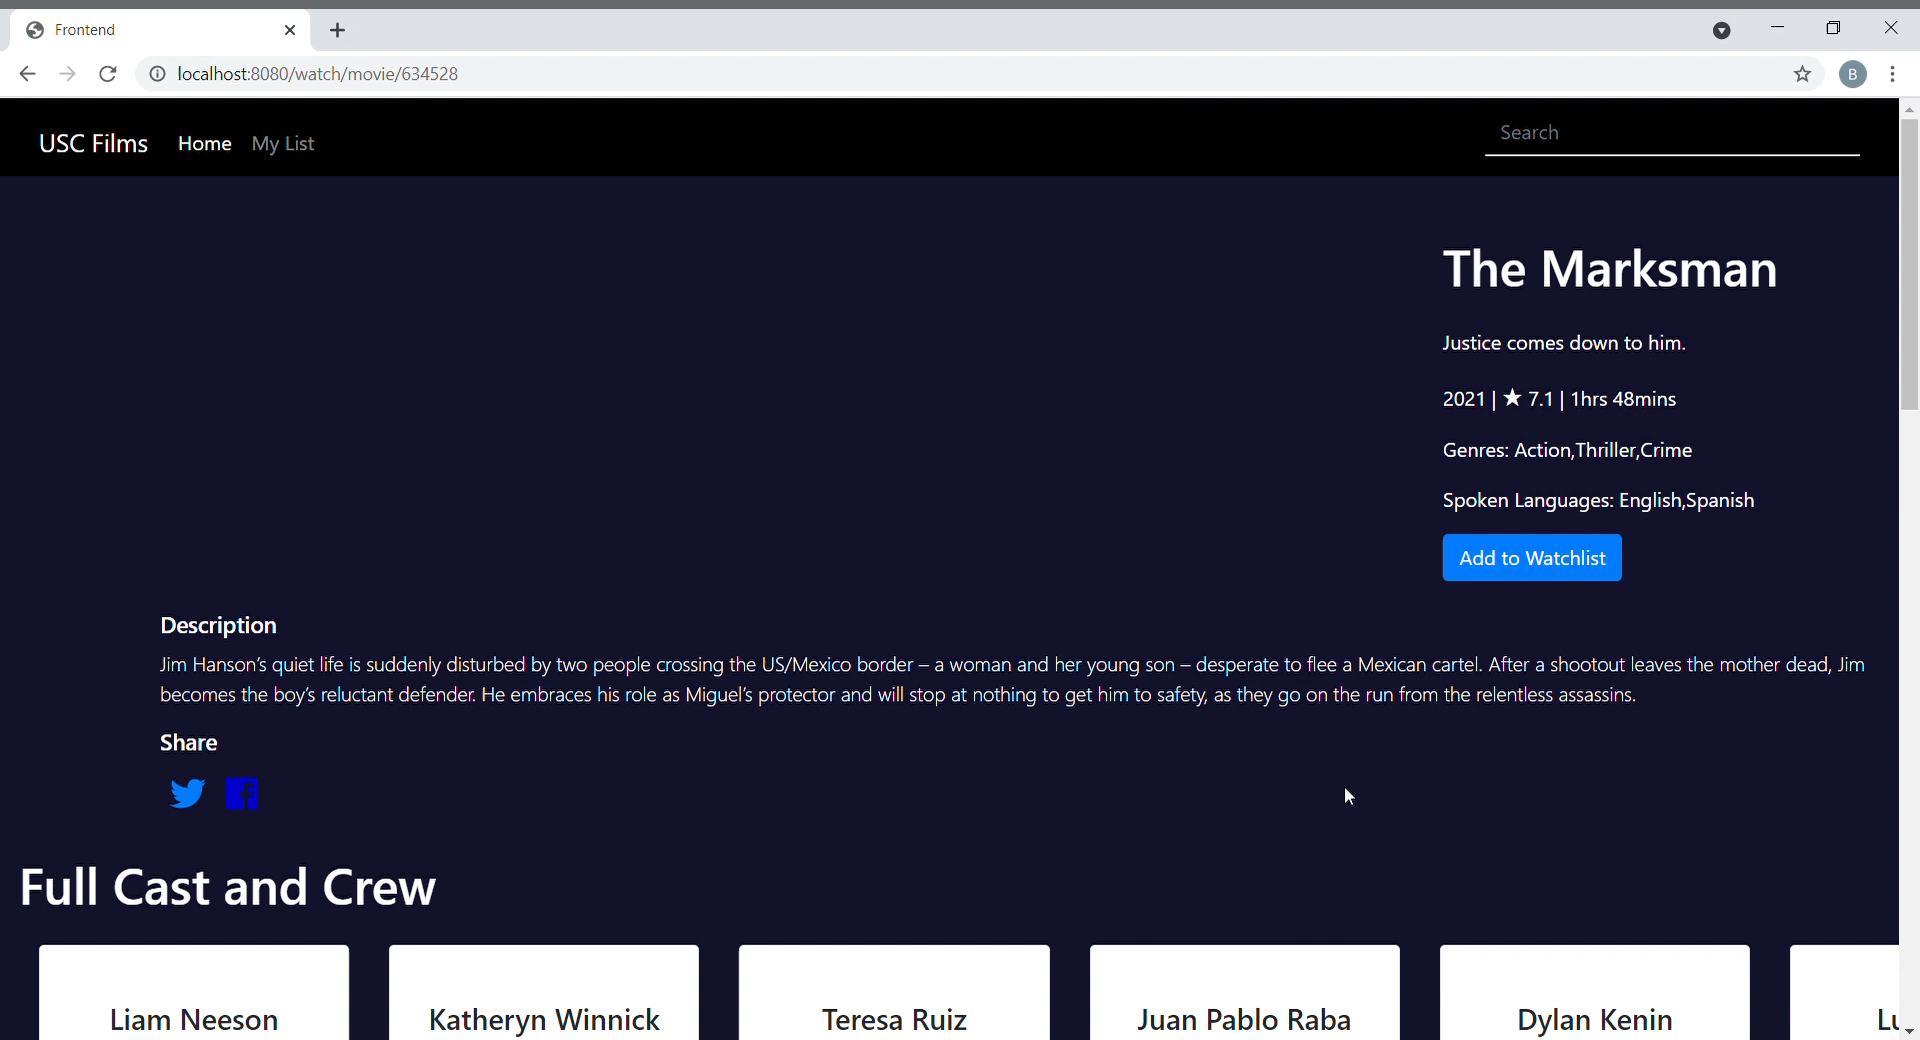 Frontend
localhost:8080/watch/movie/634528
B
USC Films Home My List
Search
The Marksman
Justice comes down to him.
2021 | ★ 7.1 | 1hrs 48mins
Genres: Action,Thriller,Crime
Spoken Languages: English,Spanish
Add to Watchlist
Description
Jim Hanson's quiet life is suddenly disturbed by two people crossing the US/Mexico border – a woman and her young son – desperate to flee a Mexican cartel. After a shootout leaves the mother dead, Jim
becomes the boy's reluctant defender. He embraces his role as Miguel's protector and will stop at nothing to get him to safety, as they go on the run from the relentless assassins.
Share
Full Cast and Crew
Liam Neeson Katheryn Winnick Teresa Ruiz Juan Pablo Raba Dylan Kenin